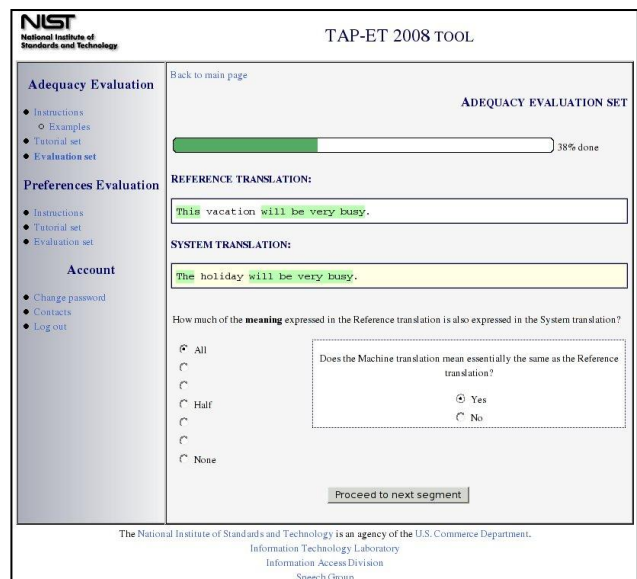 NIST
National Institute of
Standards and Technology
TAP-ET 2008 TOOL
Adequacy Evaluation
Instructions
Examples
Tutorial set
Evaluation set
Preferences Evaluation
Instructions
Tutorial set
Evaluation set
Account
Change password
Contacts
Log out
Back to main page
ADEQUACY EVALUATION SET
38% done
REFERENCE TRANSLATION:
This vacation will be very busy.
SYSTEM TRANSLATION:
The holiday will be very busy.
How much of the meaning expressed in the Reference translation is also expressed in the System translation?
All
Half
None
Does the Machine translation mean essentially the same as the Reference
translation?
Yes
No
Proceed to next segment
The National Institute of Standards and Technology is an agency of the U.S. Commerce Department.
Information Technology Laboratory
Information Access Division
Speech Group